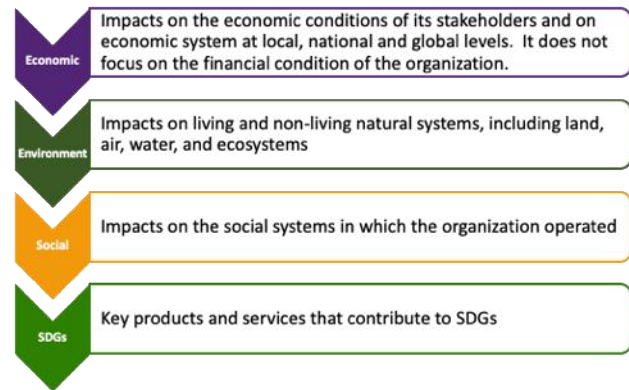 Economic
Impacts on the economic conditions of its stakeholders and on
economic system at local, national and global levels.  It does not
focus on the financial condition of the organization.
Environment
Impacts on living and non-living natural systems, including land,
air, water, and ecosystems
Social
Impacts on the social systems in which the organization operated
SDGs
Key products and services that contribute to SDGs